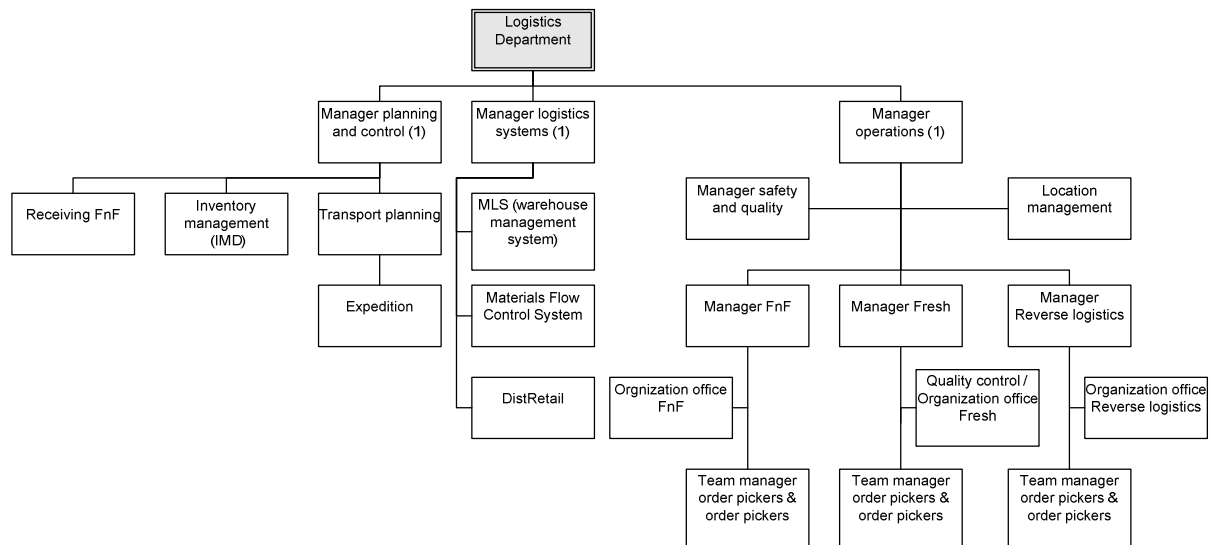 Logistics
Department
Manager planning
and control (1)
Manager logistics
systems (1)
Manager
operations (1)
Receiving FnF
Inventory
management
(IMD)
Transport planning
MLS (warehouse
management
system)
Manager safety
and quality
Location
management
Expedition
Materials Flow
Control System
Manager FnF
Manager Fresh
Manager
Reverse logistics
DistRetail
Orgnization office
FnF
Quality control /
Organization office
Fresh
Organization office
Reverse logistics
Team manager
order pickers &
order pickers
Team manager
order pickers &
order pickers
Team manager
order pickers &
order pickers